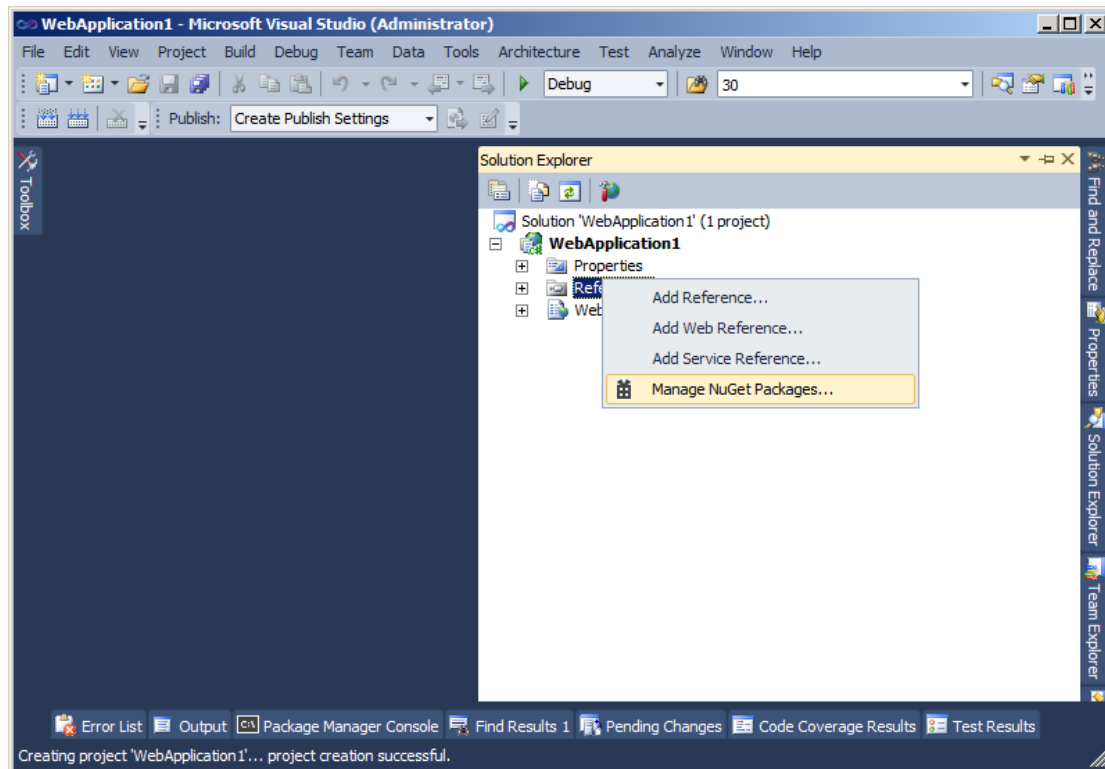 WebApplication1 - Microsoft Visual Studio (Administrator)
File Edit View Project Build Debug Team Data Tools Architecture Test Analyze Window Help
Debug 30
Publish: Create Publish Settings
Toolbox
Solution Explorer
Solution 'WebApplication1' (1 project)
WebApplication1
Properties
Refe
Web
Add Reference...
Add Web Reference...
Add Service Reference...
Manage NuGet Packages...
Find and Replace
Properties
Solution Explorer
Team Explorer
Error List Output Package Manager Console Find Results 1 Pending Changes Code Coverage Results Test Results
Creating project 'WebApplication1'... project creation successful.